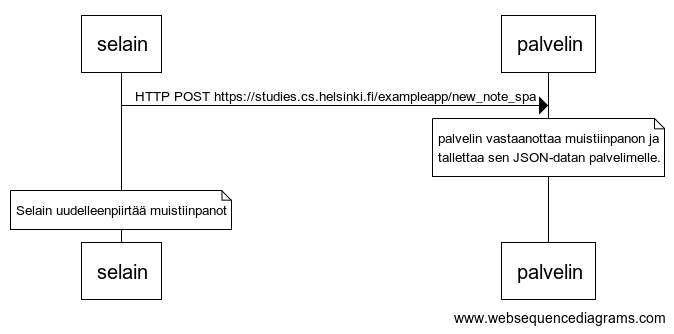 selain
palvelin
HTTP POST https://studies.cs.helsinki.fi/exampleapp/new_note_spa
palvelin vastaanottaa muistiinpanon ja
tallettaa sen JSON-datan palvelimelle.
Selain uudelleenpiirtää muistiinpanot
selain
palvelin
www.websequencediagrams.com